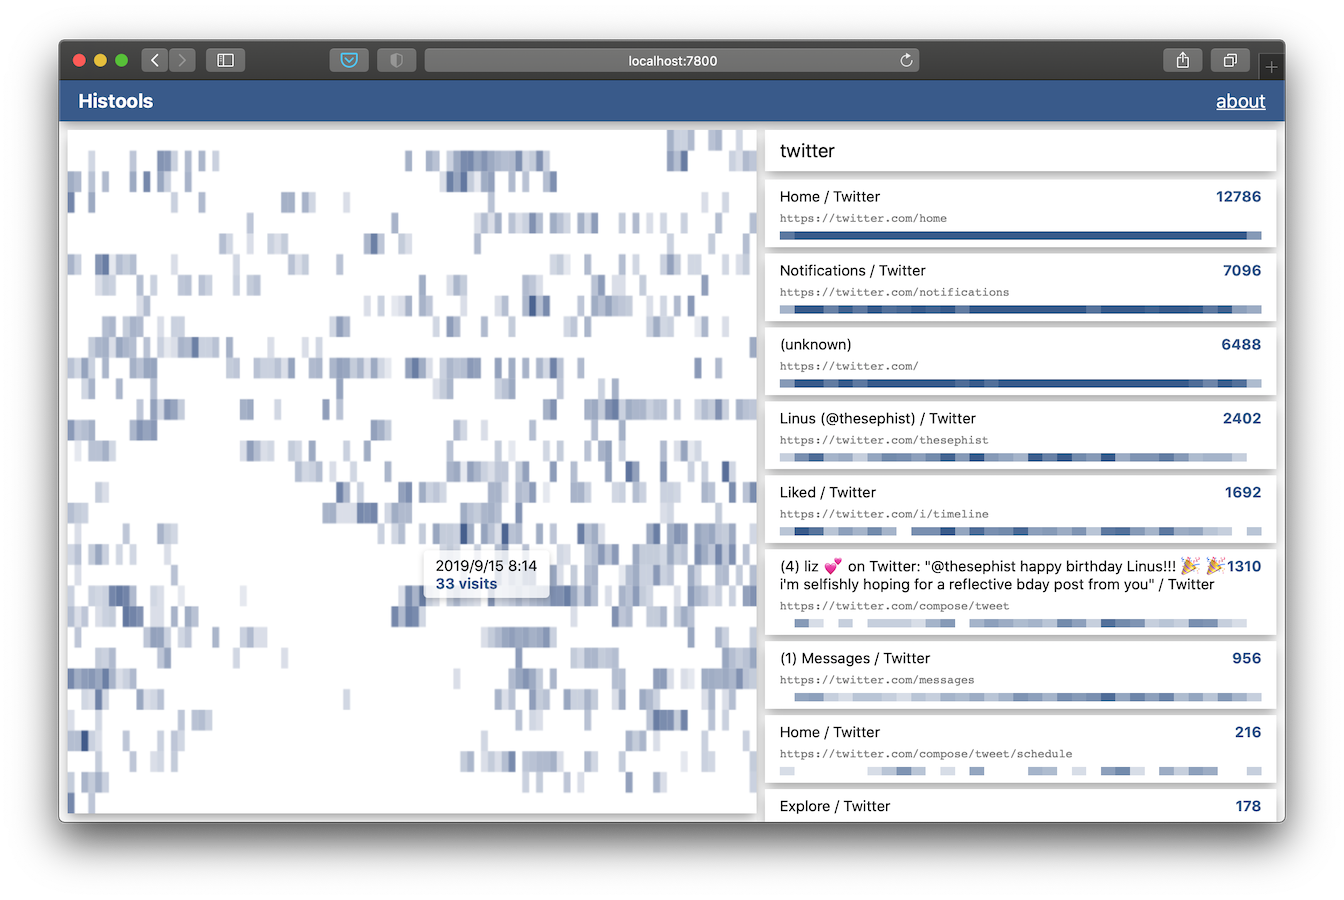 localhost:7800
Histools
about
2019/9/15 8:14
33 visits
twitter
Home / Twitter
12786
https://twitter.com/home
Notifications / Twitter
7096
https://twitter.com/notifications
(unknown)
6488
https://twitter.com/
Linus (@thesephist) / Twitter
2402
https://twitter.com/thesephist
Liked / Twitter
1692
https://twitter.com/i/timeline
(4) liz 💕 on Twitter: "@thesephist happy birthday Linus!!! 🎉 🎉
1310
i'm selfishly hoping for a reflective bday post from you" / Twitter
https://twitter.com/compose/tweet
(1) Messages / Twitter
956
https://twitter.com/messages
Home / Twitter
216
https://twitter.com/compose/tweet/schedule
Explore / Twitter
178